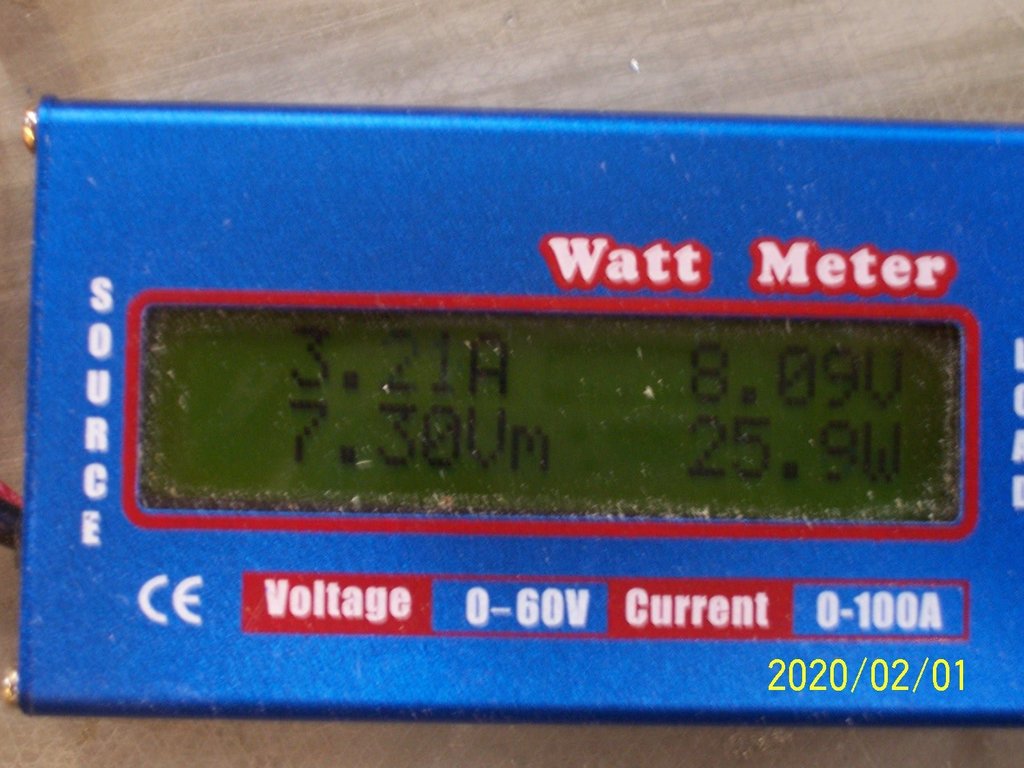 Watt Meter
SOURCE
3.21A 8.09V
7.30Vm 25.9W
LOAD
CE
Voltage 0-60V Current 0-100A
2020/02/01